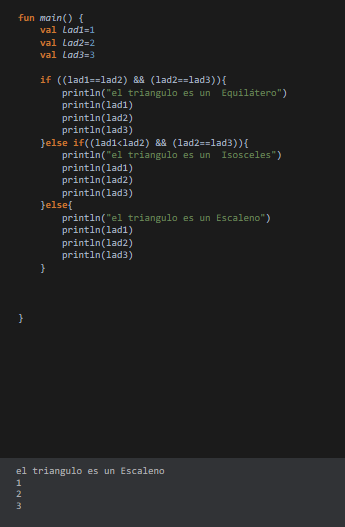 fun main() {
    val lad1=1
    val lad2=2
    val lad3=3

    if ((lad1==lad2) && (lad2==lad3)){
        println("el triangulo es un  Equilátero")
        println(lad1)
        println(lad2)
        println(lad3)
    }else if((lad1<lad2) && (lad2==lad3)){
        println("el triangulo es un  Isosceles")
        println(lad1)
        println(lad2)
        println(lad3)
    }else{
        println("el triangulo es un Escaleno")
        println(lad1)
        println(lad2)
        println(lad3)
    }

}
el triangulo es un Escaleno
1
2
3